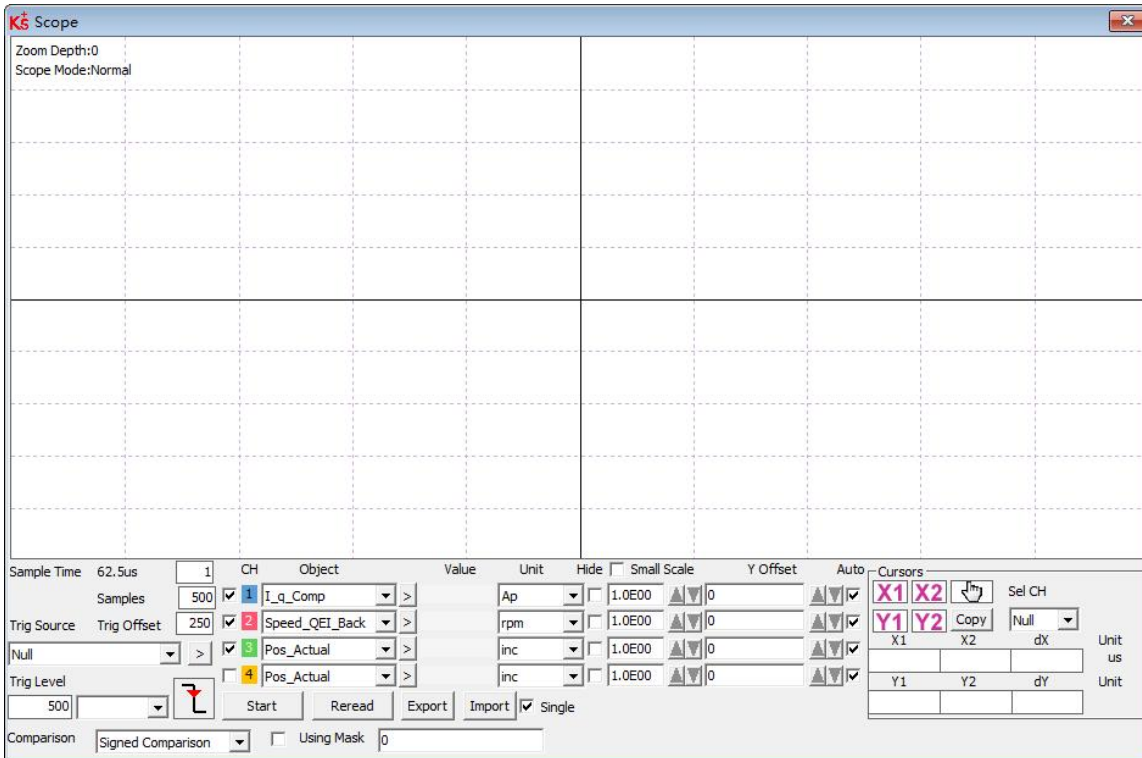 KS+ Scope
Zoom Depth:0
Scope Mode:Normal
Sample Time 62.5us 1 CH Object Value Unit Hide Small Scale Y Offset Auto Cursors
Samples 500 1 I_q_Comp > Ap 1.0E00 0 X1 X2 Sel CH
Trig Source Trig Offset 250 2 Speed_QEI_Back > rpm 1.0E00 0 Y1 Y2 Copy Null
Null > 3 Pos_Actual > inc 1.0E00 0 X1 X2 dX Unit
us
Trig Level 4 Pos_Actual > inc 1.0E00 0 Y1 Y2 dY Unit
500 Start Reread Export Import Single
Comparison Signed Comparison Using Mask 0